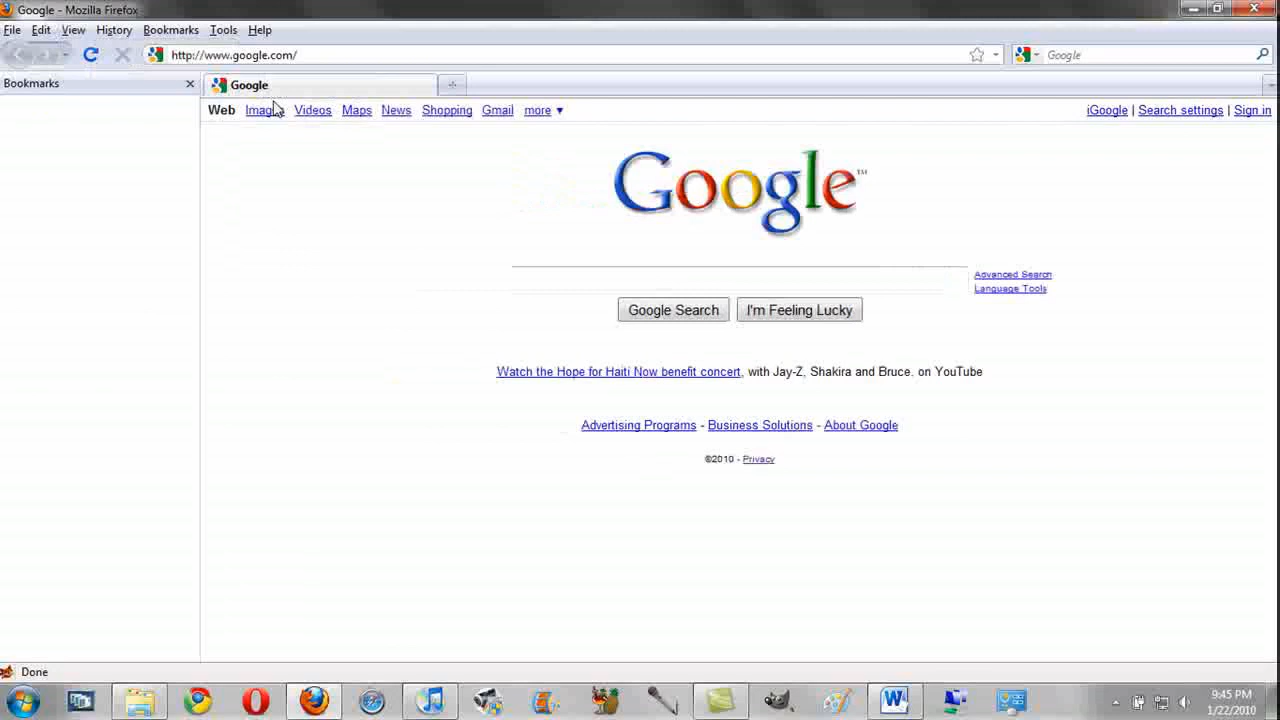 Google - Mozilla Firefox
File Edit View History Bookmarks Tools Help
http://www.google.com/ Google
Bookmarks Google
Web Images Videos Maps News Shopping Gmail more ▼ iGoogle | Search settings | Sign in
Google™
Advanced Search
Language Tools
Google Search I'm Feeling Lucky
Watch the Hope for Haiti Now benefit concert, with Jay-Z, Shakira and Bruce. on YouTube
Advertising Programs - Business Solutions - About Google
©2010 - Privacy
Done
9:45 PM
1/22/2010